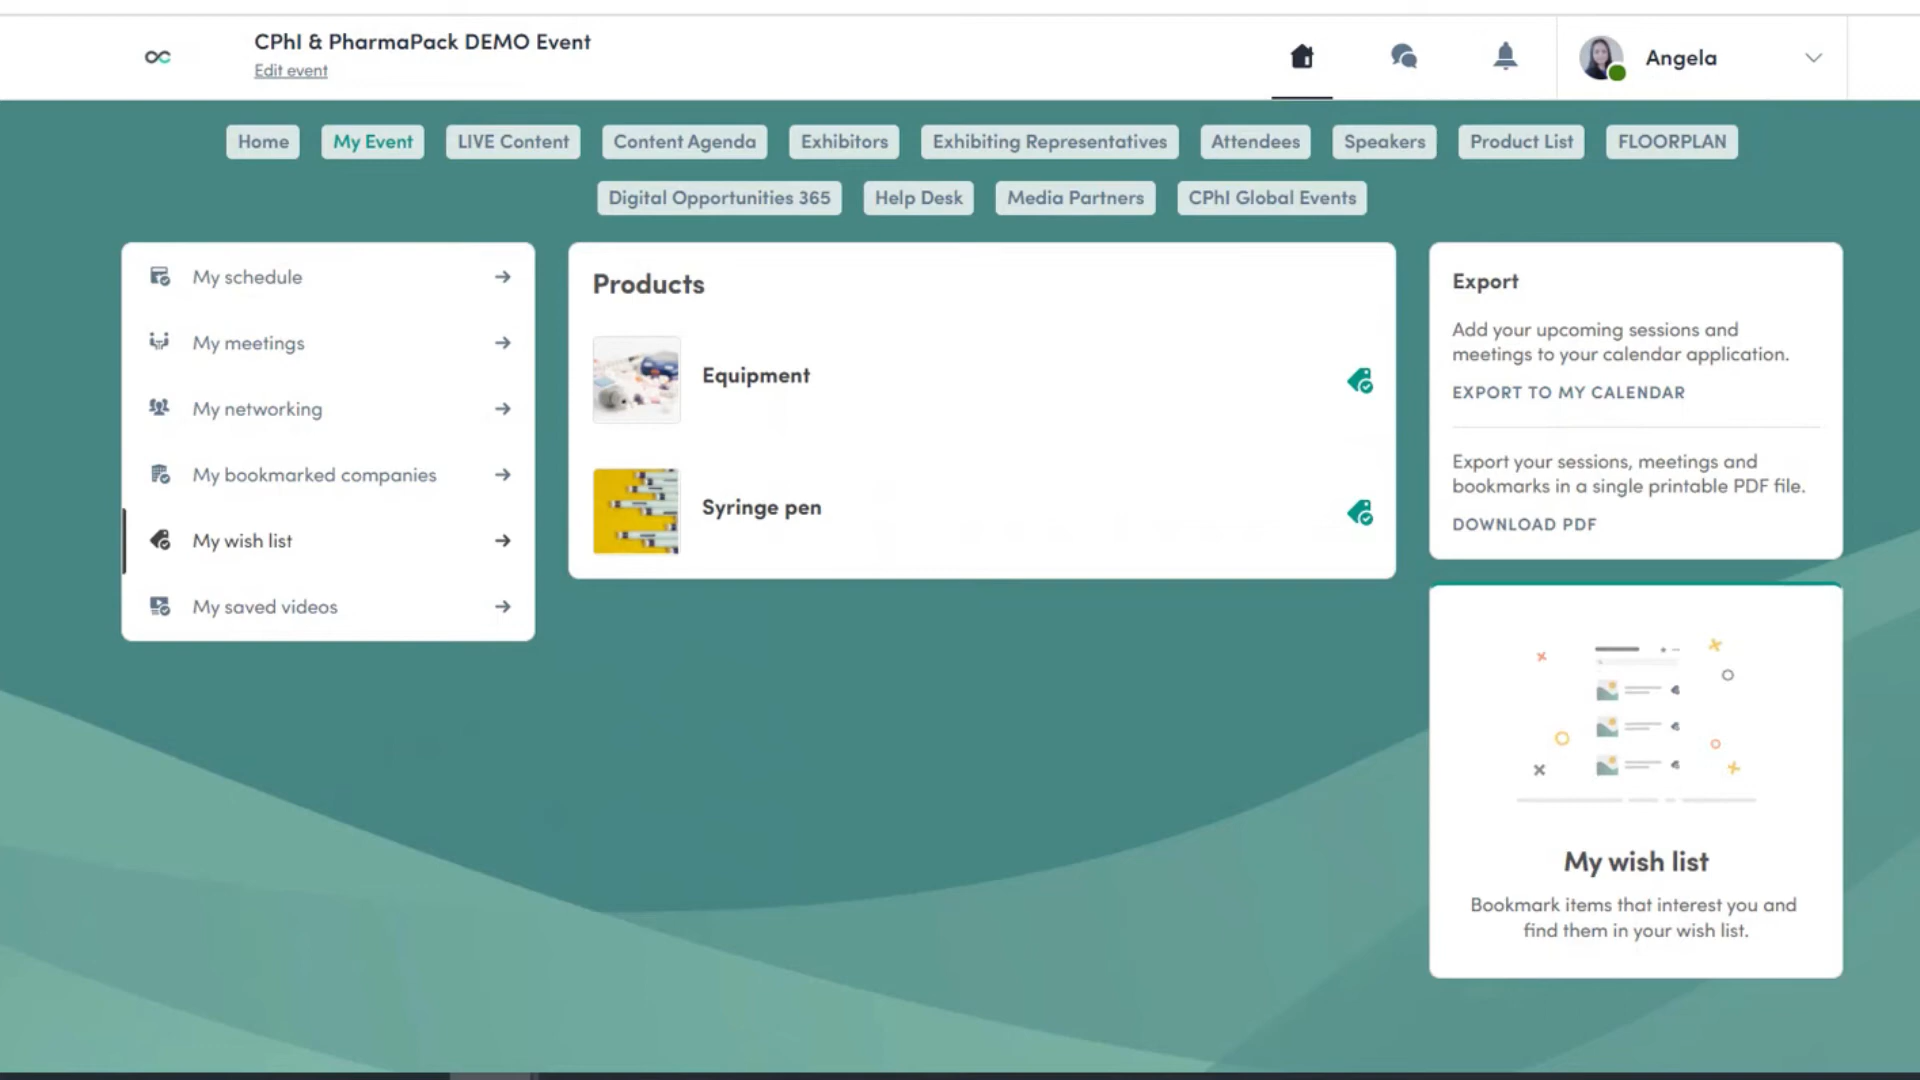 CPhI & PharmaPack DEMO Event
Edit event
Angela
Home
My Event
LIVE Content
Content Agenda
Exhibitors
Exhibiting Representatives
Attendees
Speakers
Product List
FLOORPLAN
Digital Opportunities 365
Help Desk
Media Partners
CPhI Global Events
My schedule
My meetings
My networking
My bookmarked companies
My wish list
My saved videos
Products
Equipment
Syringe pen
Export
Add your upcoming sessions and
meetings to your calendar application.
EXPORT TO MY CALENDAR
Export your sessions, meetings and
bookmarks in a single printable PDF file.
DOWNLOAD PDF
My wish list
Bookmark items that interest you and
find them in your wish list.